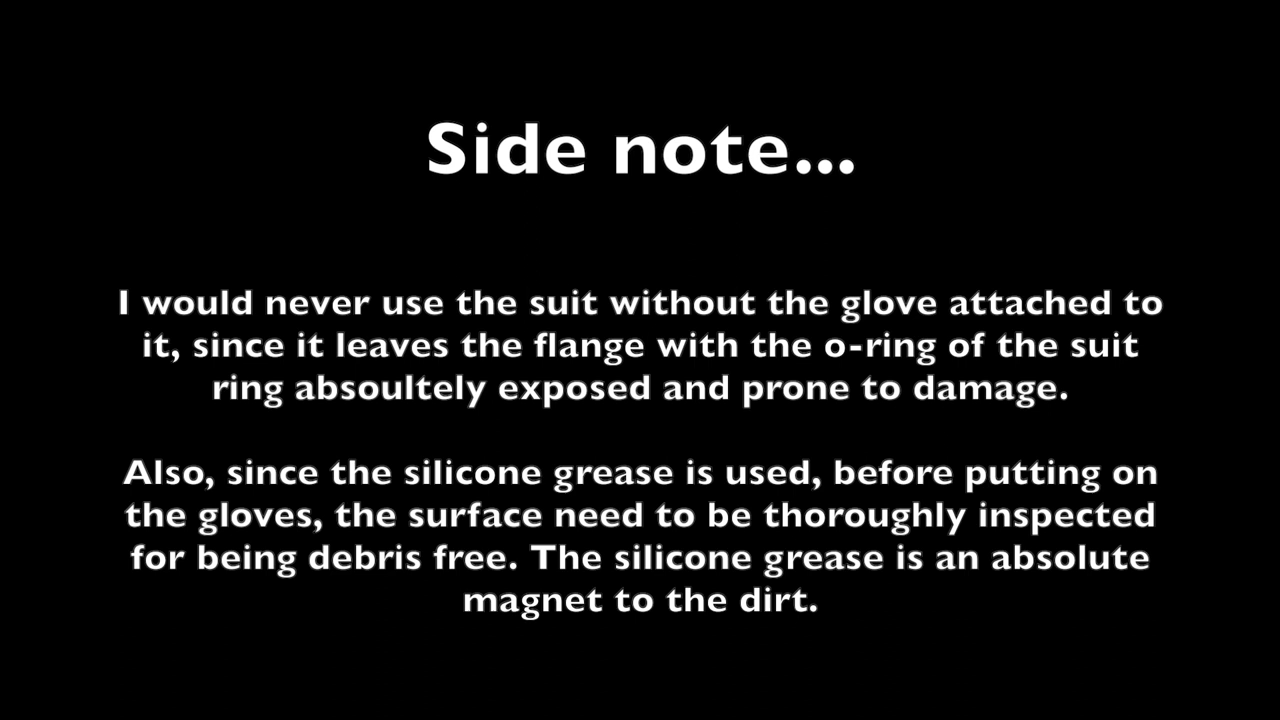 Side note...
I would never use the suit without the glove attached to
it, since it leaves the flange with the o-ring of the suit
ring absoultely exposed and prone to damage.
Also, since the silicone grease is used, before putting on
the gloves, the surface need to be thoroughly inspected
for being debris free. The silicone grease is an absolute
magnet to the dirt.